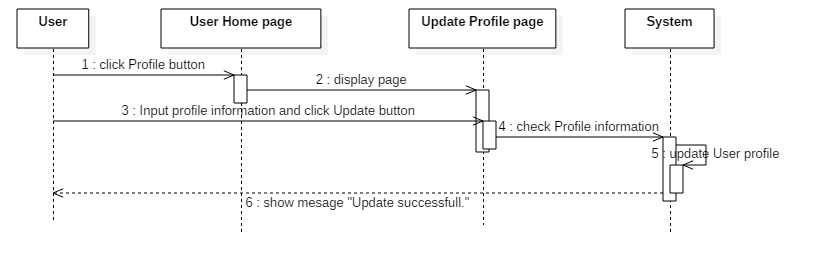 User
User Home page
Update Profile page
System
1 : click Profile button
2 : display page
3 : Input profile information and click Update button
4 : check Profile information
5 : update User profile
6 : show mesage "Update successfull."